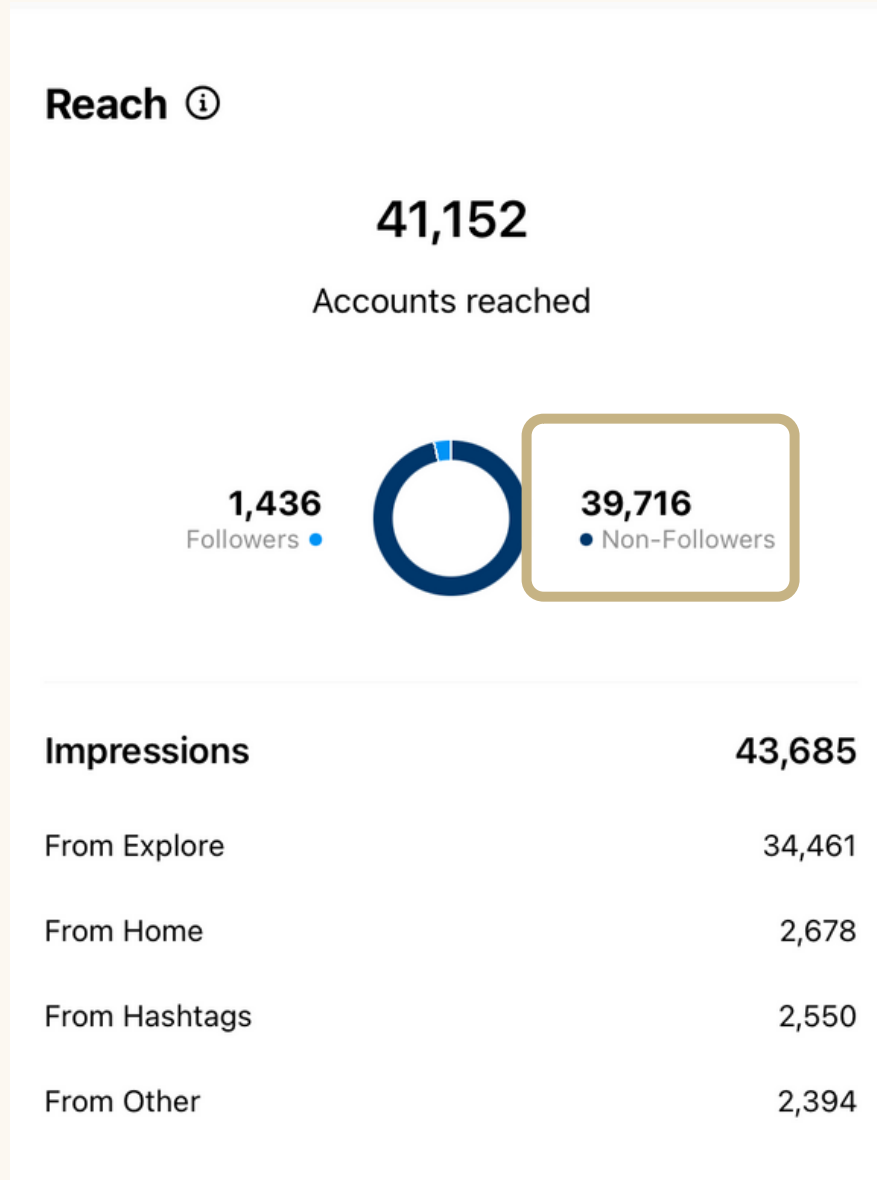 Reach
41,152
Accounts reached
1,436
Followers
39,716
Non-Followers
Impressions 43,685
From Explore 34,461
From Home 2,678
From Hashtags 2,550
From Other 2,394